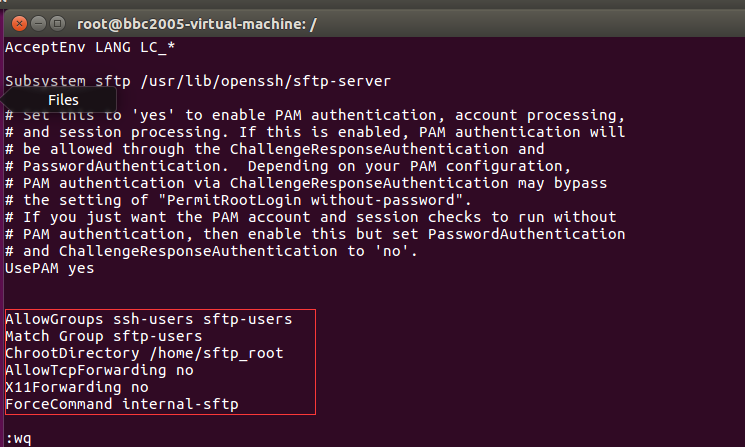 root@bbc2005-virtual-machine: /
AcceptEnv LANG LC_*
Subsystem sftp /usr/lib/openssh/sftp-server
Files
# Set this to 'yes' to enable PAM authentication, account processing,
# and session processing. If this is enabled, PAM authentication will
# be allowed through the ChallengeResponseAuthentication and
# PasswordAuthentication.  Depending on your PAM configuration,
# PAM authentication via ChallengeResponseAuthentication may bypass
# the setting of "PermitRootLogin without-password".
# If you just want the PAM account and session checks to run without
# PAM authentication, then enable this but set PasswordAuthentication
# and ChallengeResponseAuthentication to 'no'.
UsePAM yes
AllowGroups ssh-users sftp-users
Match Group sftp-users
ChrootDirectory /home/sftp_root
AllowTcpForwarding no
X11Forwarding no
ForceCommand internal-sftp
:wq